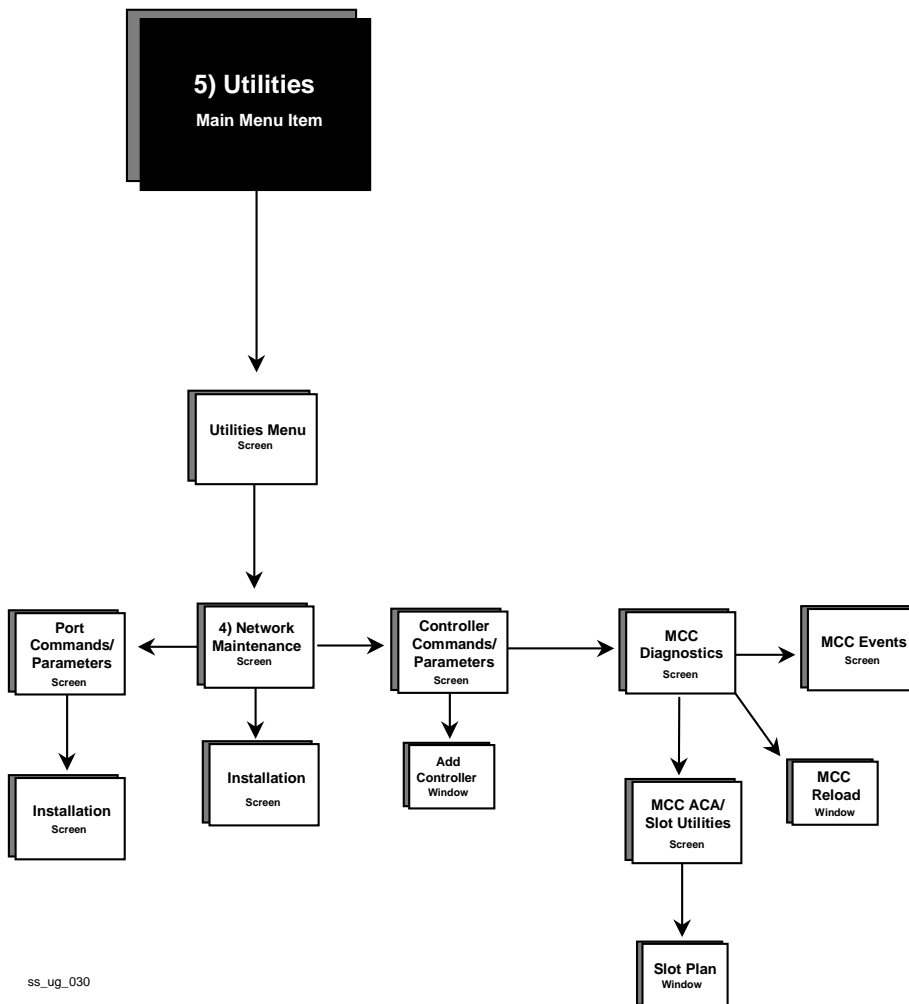 5) Utilities
Main Menu Item
Utilities Menu
Screen
Port
Commands/
Parameters
Screen
4) Network
Maintenance
Screen
Controller
Commands/
Parameters
Screen
MCC
Diagnostics
Screen
MCC Events
Screen
Installation
Screen
Installation
Screen
Add
Controller
Window
MCC ACA/
Slot Utilities
Screen
MCC
Reload
Window
Slot Plan
Window
ss_ug_030